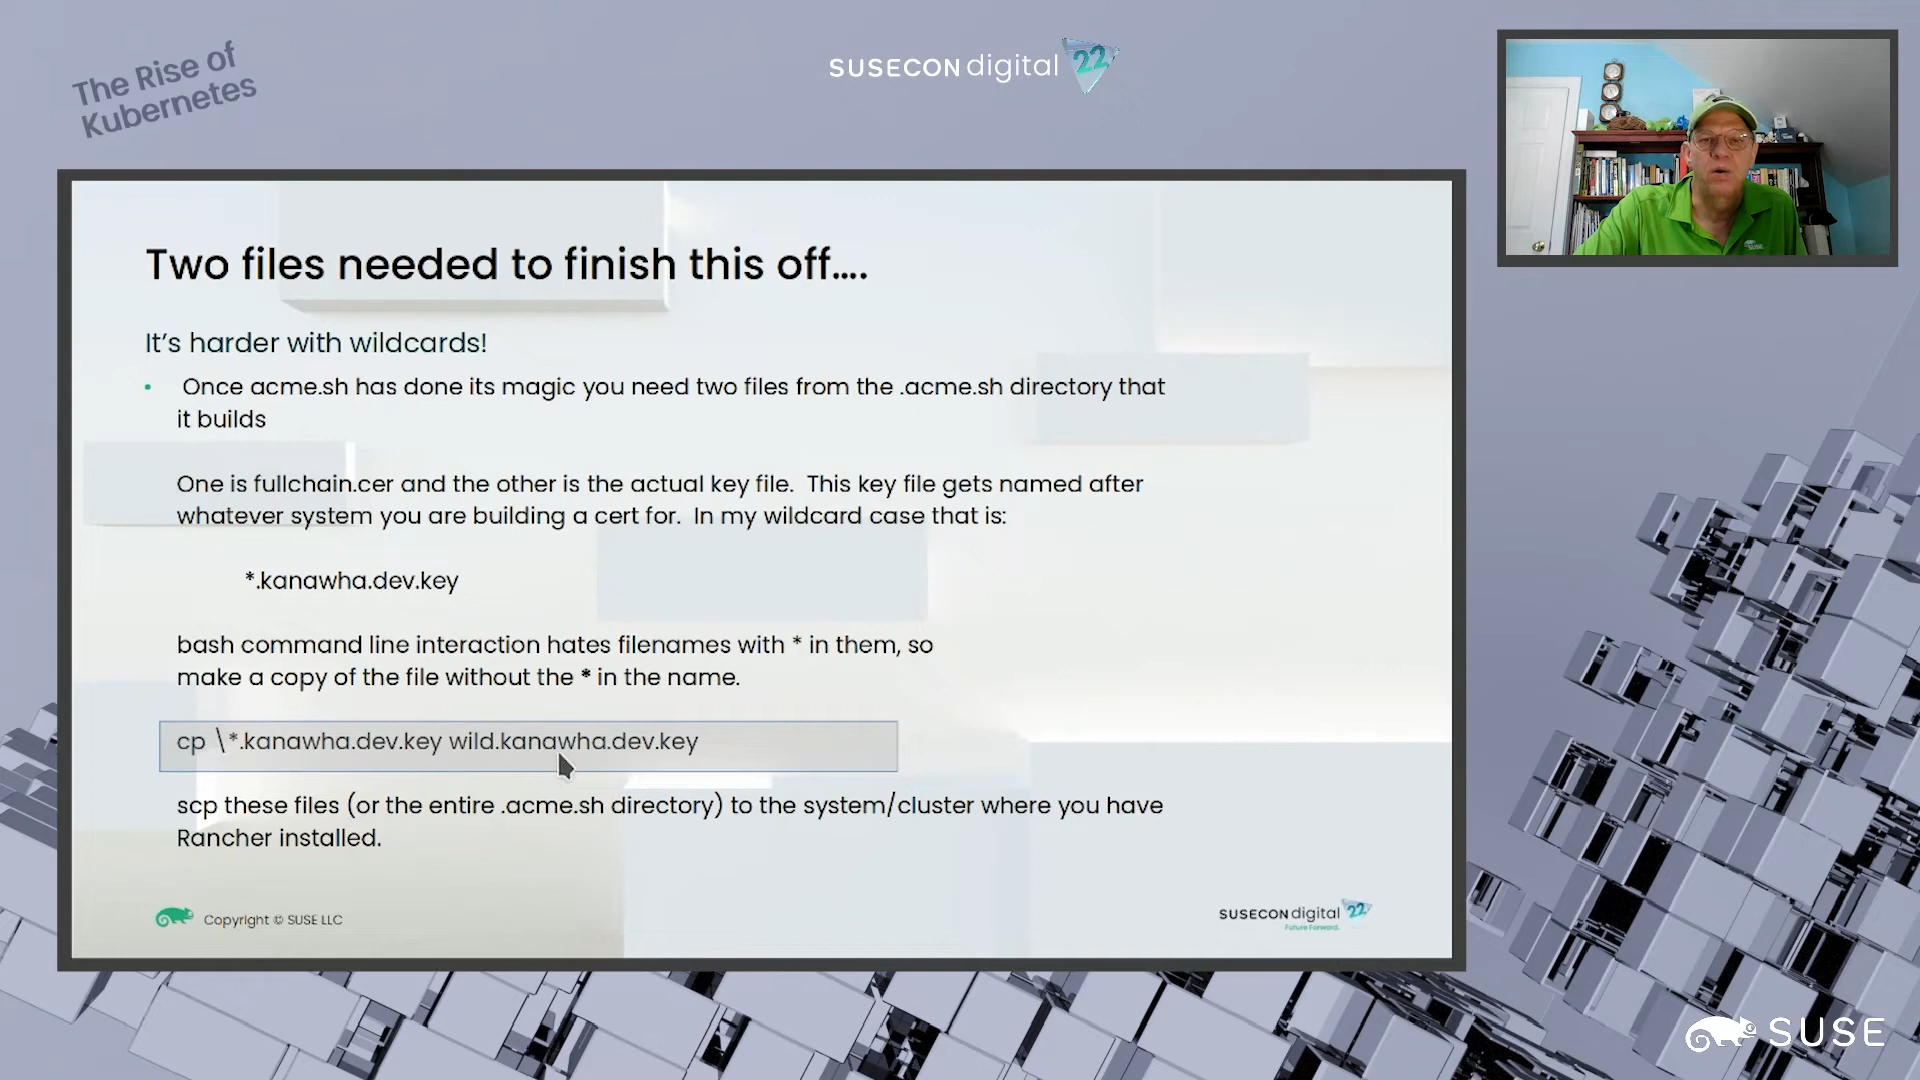 The Rise of
Kubernetes
SUSECON digital 22
Two files needed to finish this off....
It's harder with wildcards!
• Once acme.sh has done its magic you need two files from the .acme.sh directory that
it builds
One is fullchain.cer and the other is the actual key file. This key file gets named after
whatever system you are building a cert for. In my wildcard case that is:
*.kanawha.dev.key
bash command line interaction hates filenames with * in them, so
make a copy of the file without the * in the name.
cp \*.kanawha.dev.key wild.kanawha.dev.key
scp these files (or the entire .acme.sh directory) to the system/cluster where you have
Rancher installed.
Copyright © SUSE LLC
SUSECON digital 22
Future Forward.
SUSE